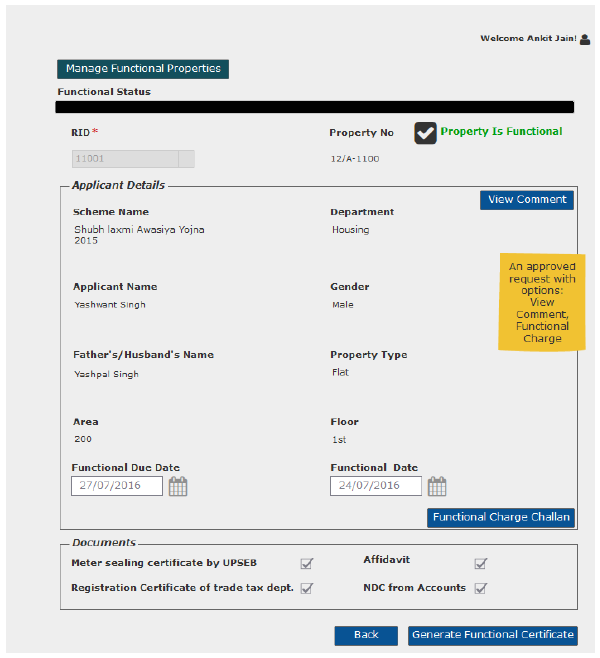 Welcome Ankit Jain!
Manage Functional Properties
Functional Status
RID*
Property No
Property Is Functional
11001
12/A-1100
Applicant Details
View Comment
Scheme Name
Department
Shubh laxmi Awasiya Yojna
2015
Housing
An approved
request with
options:
View
Comment,
Functional
Charge
Applicant Name
Gender
Yashwant Singh
Male
Father's/Husband's Name
Property Type
Yashpal Singh
Flat
Area
Floor
200
1st
Functional Due Date
Functional Date
27/07/2016
24/07/2016
Functional Charge Challan
Documents
Meter sealing certificate by UPSEB
Affidavit
Registration Certificate of trade tax dept.
NDC from Accounts
Back
Generate Functional Certificate